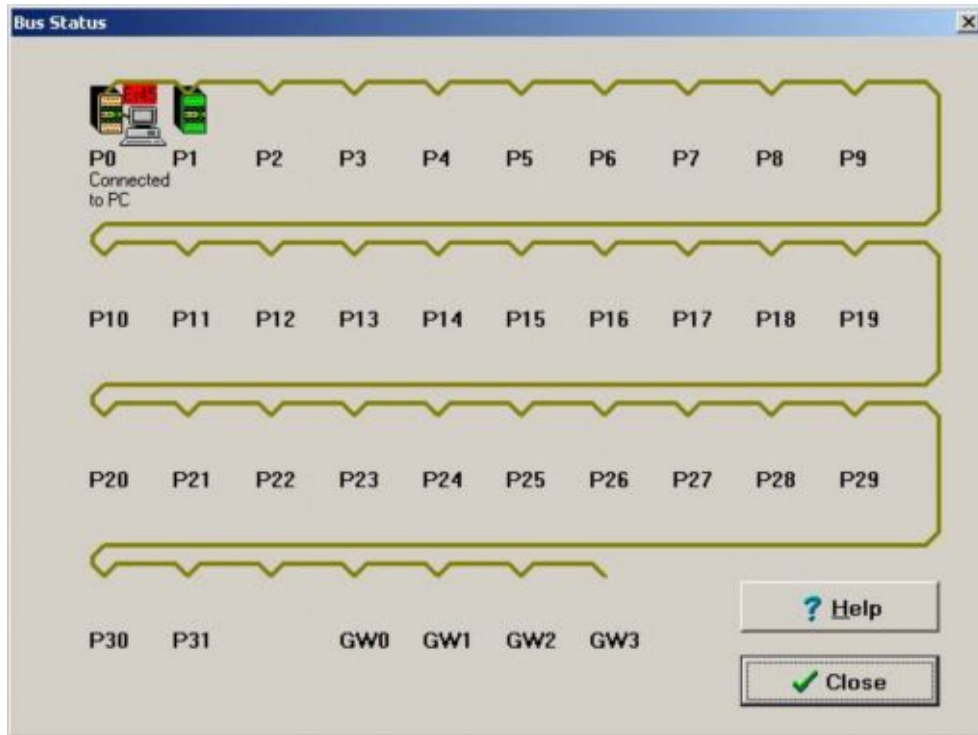 Bus Status
E:45
P0 P1 P2 P3 P4 P5 P6 P7 P8 P9
Connected
to PC
P10 P11 P12 P13 P14 P15 P16 P17 P18 P19
P20 P21 P22 P23 P24 P25 P26 P27 P28 P29
? Help
P30 P31 GW0 GW1 GW2 GW3
Close